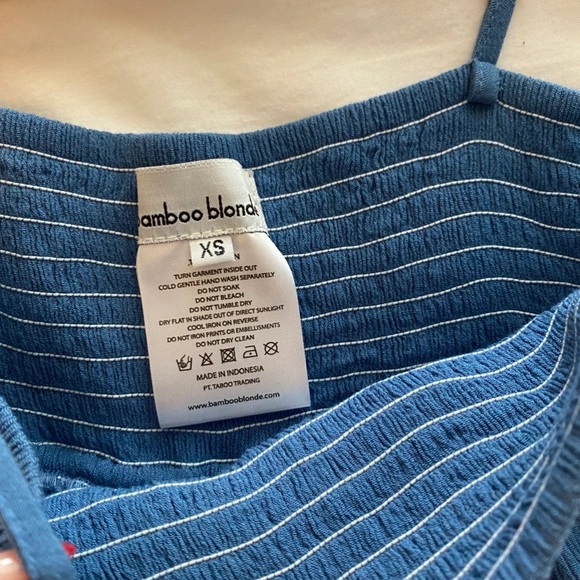 bamboo blonde
XS
TURN GARMENT INSIDE OUT
COLD GENTLE HAND WASH SEPARATELY
DO NOT SOAK
DO NOT BLEACH
DO NOT TUMBLE DRY
DRY FLAT IN SHADE OUT OF DIRECT SUNLIGHT
COOL IRON ON REVERSE
DO NOT IRON PRINTS OR EMBELLISHMENTS
DO NOT DRY CLEAN
MADE IN INDONESIA
PT. TABOO TRADING
www.bambooblonde.com